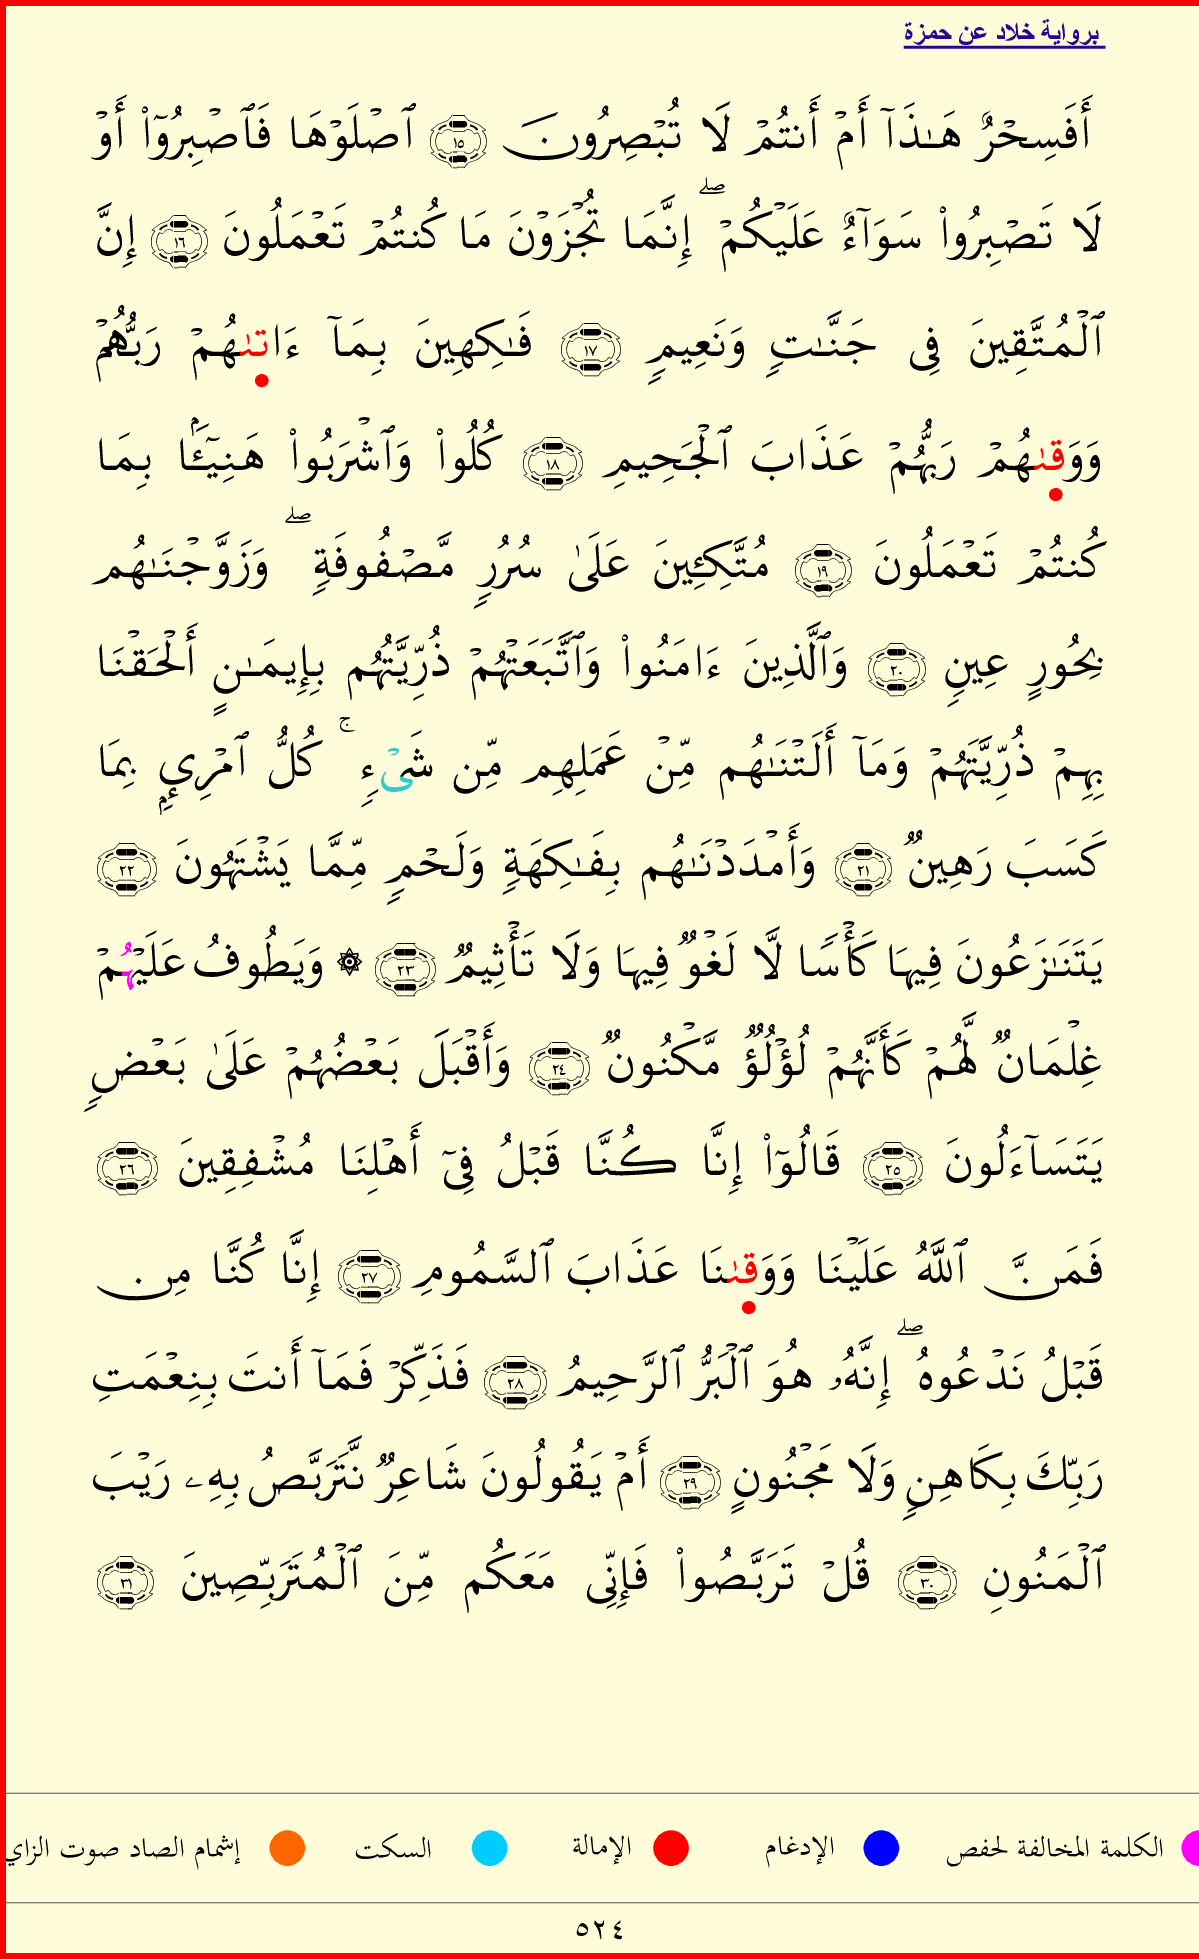 برواية خلاد عن حمزة
أَفَسِحْرٌ هَـٰذَآ أَمْ أَنتُمْ لَا تُبْصِرُونَ ١٥ ٱصْلَوْهَا فَٱصْبِرُوٓا۟ أَوْ
لَا تَصْبِرُوا۟ سَوَآءٌ عَلَيْكُمْ ۖ إِنَّمَا تُجْزَوْنَ مَا كُنتُمْ تَعْمَلُونَ ١٦ إِنَّ
ٱلْمُتَّقِينَ فِى جَنَّـٰتٍ وَنَعِيمٍ ١٧ فَـٰكِهِينَ بِمَآ ءَاتَىٰهُمْ رَبُّهُمْ
وَوَقَىٰهُمْ رَبُّهُمْ عَذَابَ ٱلْجَحِيمِ ١٨ كُلُوا۟ وَٱشْرَبُوا۟ هَنِيٓـًٔۢا بِمَا
كُنتُمْ تَعْمَلُونَ ١٩ مُتَّكِـِٔينَ عَلَىٰ سُرُرٍ مَّصْفُوفَةٍ ۖ وَزَوَّجْنَـٰهُم
بِحُورٍ عِينٍ ٢٠ وَٱلَّذِينَ ءَامَنُوا۟ وَٱتَّبَعَتْهُمْ ذُرِّيَّتُهُم بِإِيمَـٰنٍ أَلْحَقْنَا
بِهِمْ ذُرِّيَّتَهُمْ وَمَآ أَلَتْنَـٰهُم مِّنْ عَمَلِهِم مِّن شَىْءٍ ۚ كُلُّ ٱمْرِئٍ بِمَا
كَسَبَ رَهِينٌ ٢١ وَأَمْدَدْنَـٰهُم بِفَـٰكِهَةٍ وَلَحْمٍ مِّمَّا يَشْتَهُونَ ٢٢
يَتَنَـٰزَعُونَ فِيهَا كَأْسًا لَّا لَغْوٌ فِيهَا وَلَا تَأْثِيمٌ ٢٣ ۞ وَيَطُوفُ عَلَيْهُمْ
غِلْمَانٌ لَّهُمْ كَأَنَّهُمْ لُؤْلُؤٌ مَّكْنُونٌ ٢٤ وَأَقْبَلَ بَعْضُهُمْ عَلَىٰ بَعْضٍ
يَتَسَآءَلُونَ ٢٥ قَالُوٓا۟ إِنَّا كُنَّا قَبْلُ فِىٓ أَهْلِنَا مُشْفِقِينَ ٢٦
فَمَنَّ ٱللَّهُ عَلَيْنَا وَوَقَىٰنَا عَذَابَ ٱلسَّمُومِ ٢٧ إِنَّا كُنَّا مِن
قَبْلُ نَدْعُوهُ ۖ إِنَّهُۥ هُوَ ٱلْبَرُّ ٱلرَّحِيمُ ٢٨ فَذَكِّرْ فَمَآ أَنتَ بِنِعْمَتِ
رَبِّكَ بِكَاهِنٍ وَلَا مَجْنُونٍ ٢٩ أَمْ يَقُولُونَ شَاعِرٌ نَّتَرَبَّصُ بِهِۦ رَيْبَ
ٱلْمَنُونِ ٣٠ قُلْ تَرَبَّصُوا۟ فَإِنِّى مَعَكُم مِّنَ ٱلْمُتَرَبِّصِينَ ٣١
الكلمة المخالفة لحفص الإدغام الإمالة السكت إشمام الصاد صوت الزاي
٥٢٤